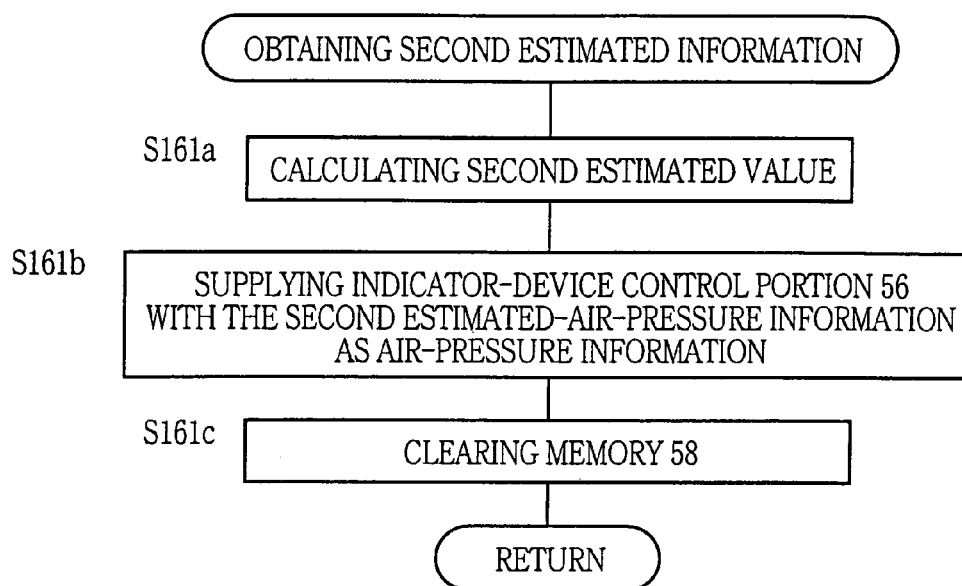 OBTAINING SECOND ESTIMATED INFORMATION
S161a
CALCULATING SECOND ESTIMATED VALUE
S161b
SUPPLYING INDICATOR-DEVICE CONTROL PORTION 56
WITH THE SECOND ESTIMATED-AIR-PRESSURE INFORMATION
AS AIR-PRESSURE INFORMATION
S161c
CLEARING MEMORY 58
RETURN